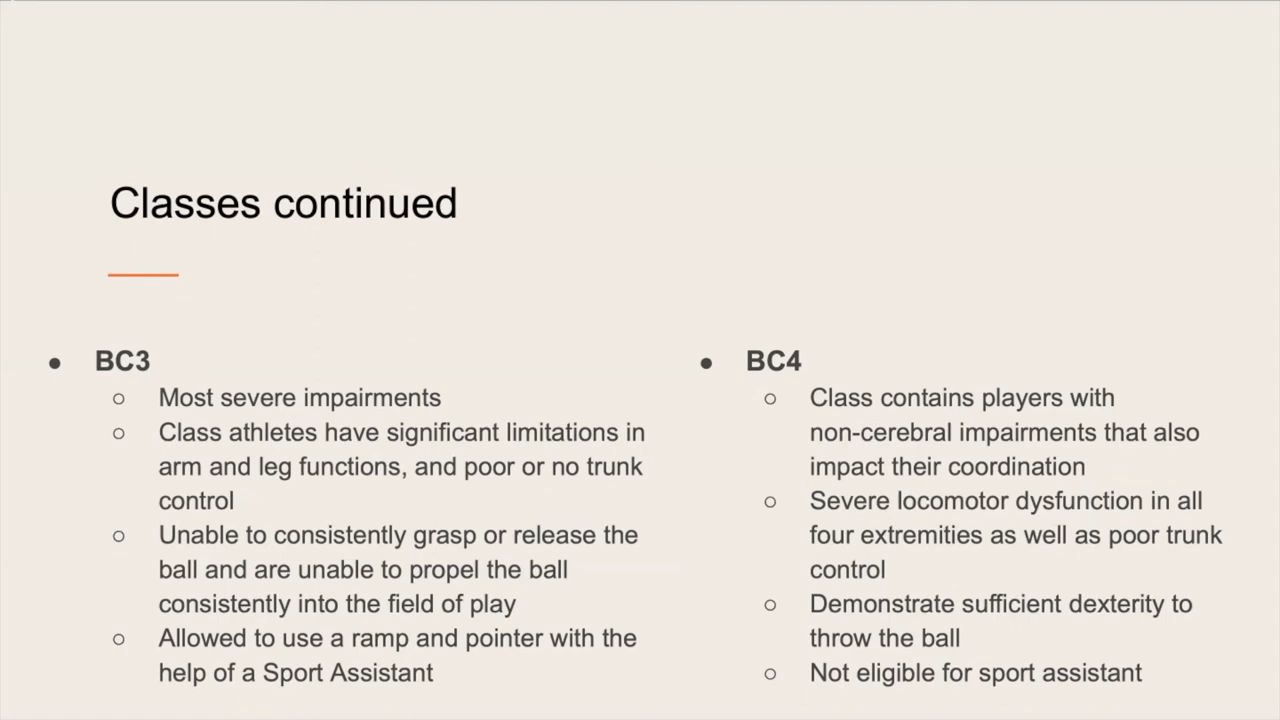 Classes continued
● BC3
○ Most severe impairments
○ Class athletes have significant limitations in
arm and leg functions, and poor or no trunk
control
○ Unable to consistently grasp or release the
ball and are unable to propel the ball
consistently into the field of play
○ Allowed to use a ramp and pointer with the
help of a Sport Assistant
● BC4
○ Class contains players with
non-cerebral impairments that also
impact their coordination
○ Severe locomotor dysfunction in all
four extremities as well as poor trunk
control
○ Demonstrate sufficient dexterity to
throw the ball
○ Not eligible for sport assistant